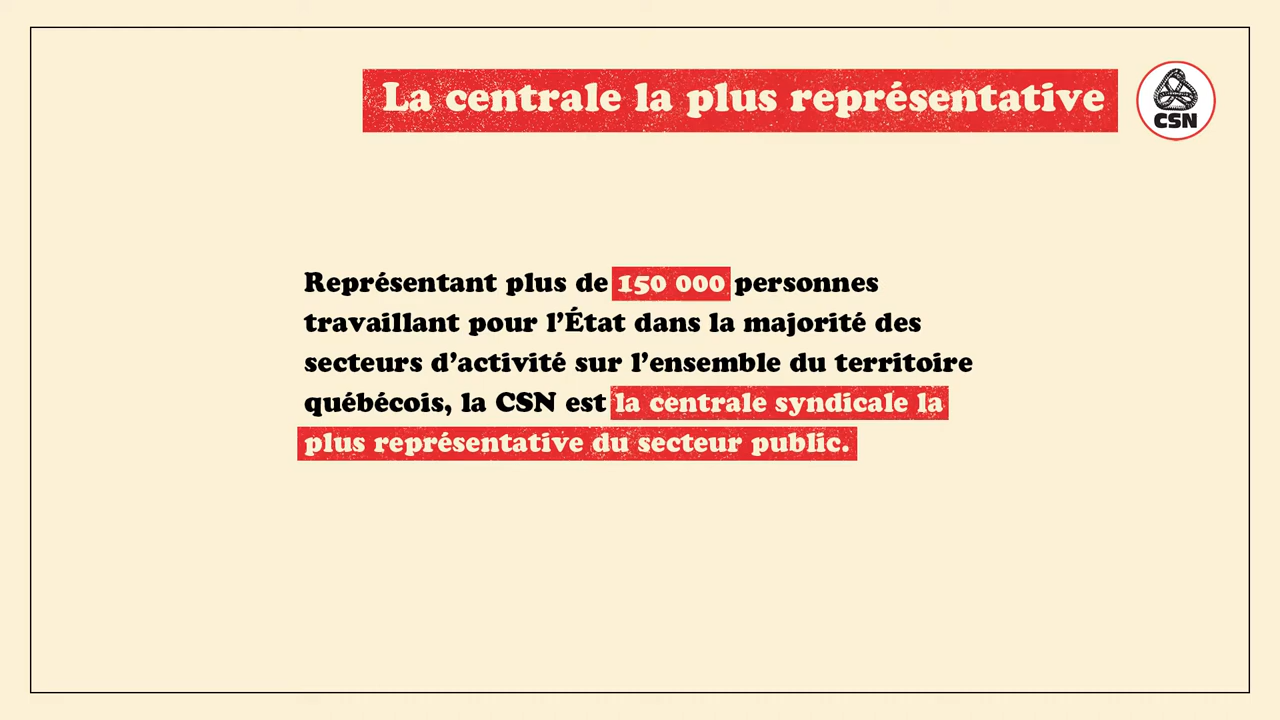 La centrale la plus représentative
CSN
Représentant plus de 150 000 personnes
travaillant pour l’État dans la majorité des
secteurs d’activité sur l’ensemble du territoire
québécois, la CSN est la centrale syndicale la
plus représentative du secteur public.